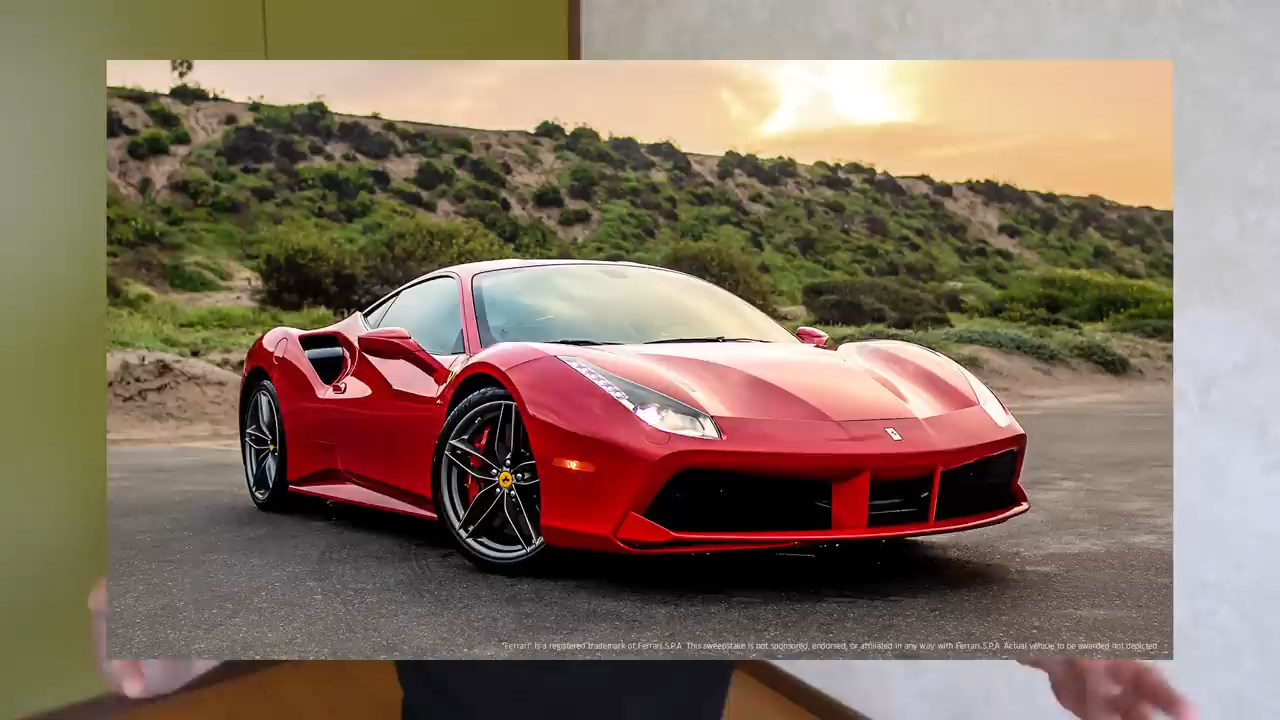 "Ferrari" is a registered trademark of Ferrari S.P.A. This sweepstake is not sponsored, endorsed, or affiliated in any way with Ferrari S.P.A. Actual vehicle to be awarded not depicted.